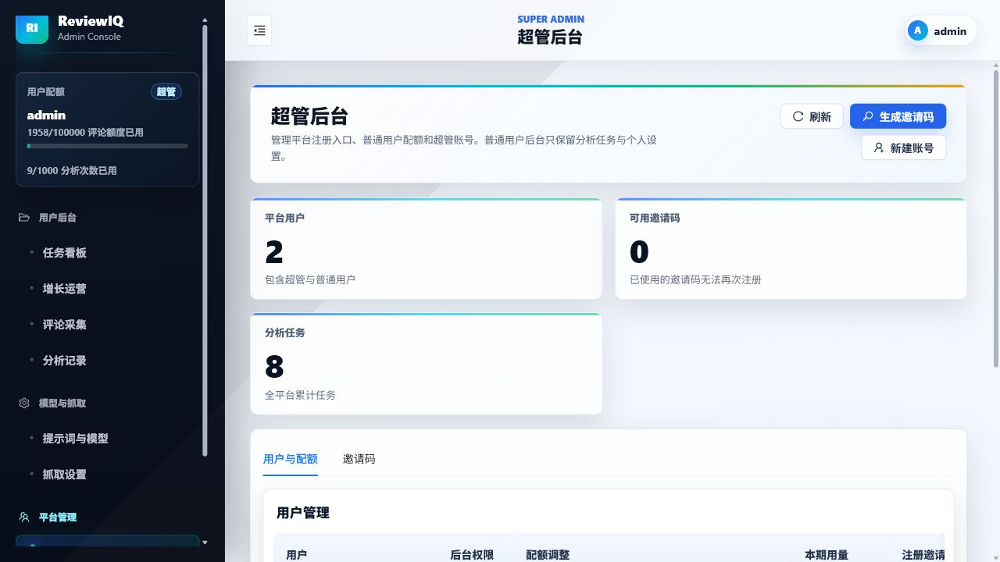 RI
ReviewIQ
Admin Console
用户配额
超管
admin
1958/100000 评论额度已用
9/1000 分析次数已用
用户后台
任务看板
增长运营
评论采集
分析记录
模型与抓取
提示词与模型
抓取设置
平台管理
SUPER ADMIN
超管后台
A
admin
超管后台
管理平台注册入口、普通用户配额和超管账号。普通用户后台只保留分析任务与个人设
置。
刷新
生成邀请码
新建账号
平台用户
2
包含超管与普通用户
可用邀请码
0
已使用的邀请码无法再次注册
分析任务
8
全平台累计任务
用户与配额
邀请码
用户管理
用户
后台权限
配额调整
本期用量
注册邀请